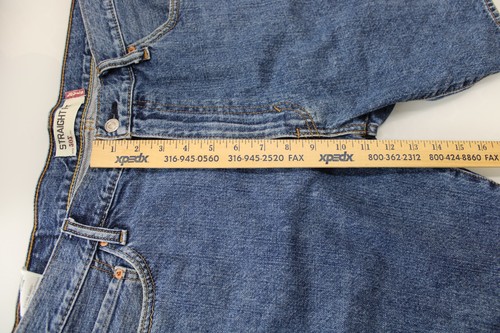 STRAIGHT
505
1 2 3 4 5 6 7 8 9 10 11 12 13 14 15 16
xpedx 316-945-0560 316-945-2520 FAX xpedx 800-362-2312 800-424-8860 FAX